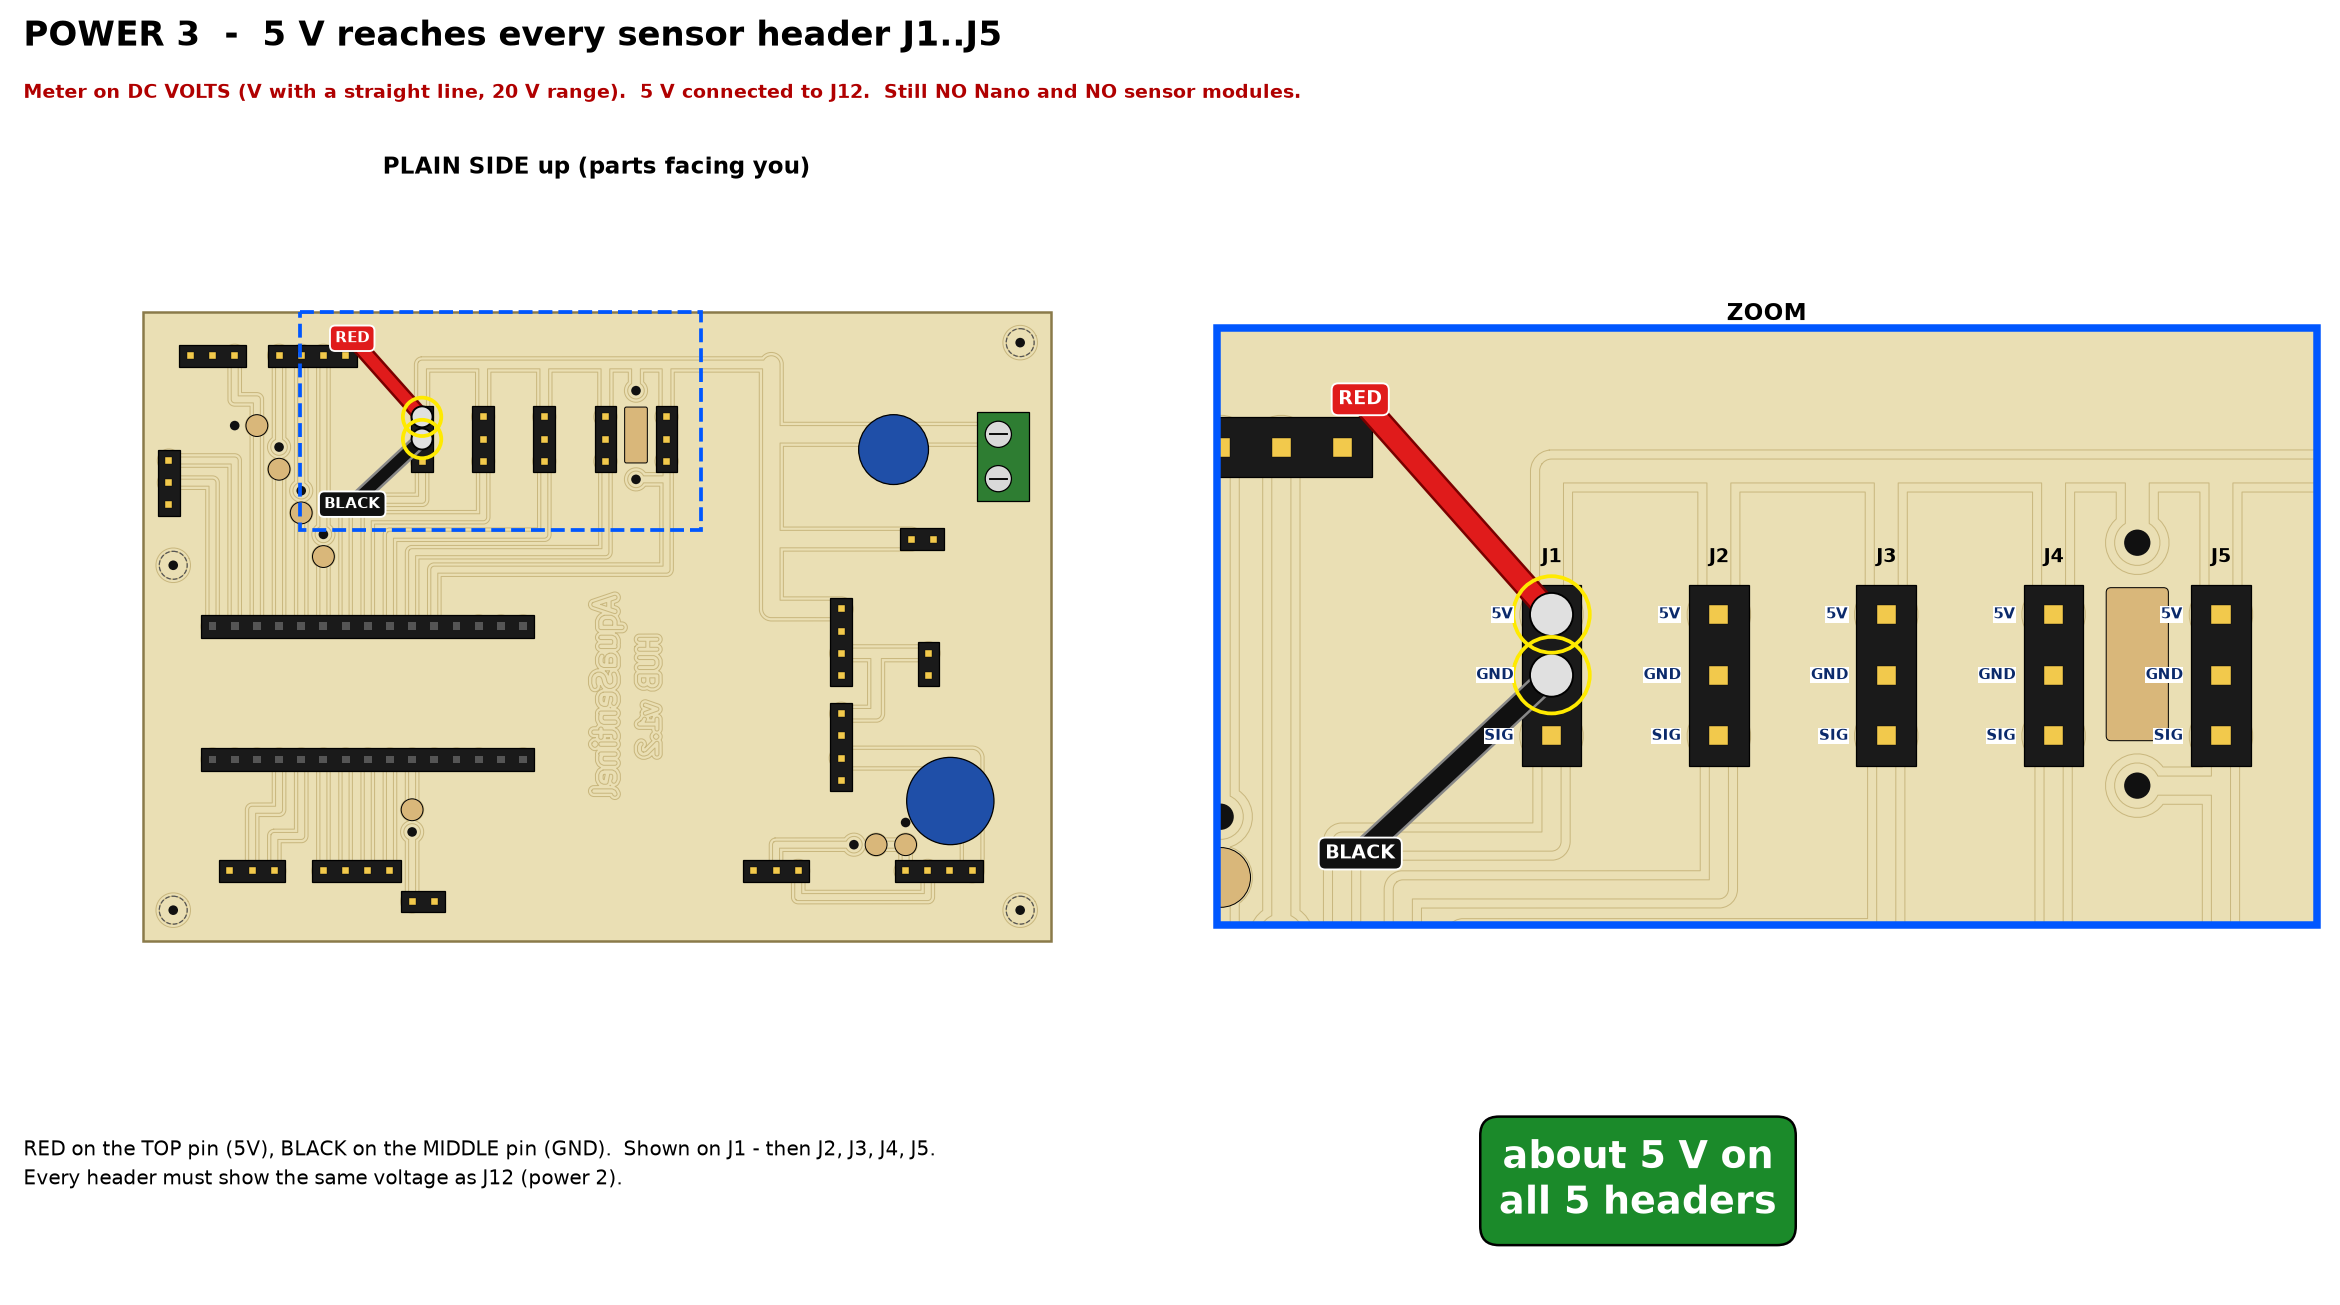 POWER 3  -  5 V reaches every sensor header J1..J5
Meter on DC VOLTS (V with a straight line, 20 V range).  5 V connected to J12.  Still NO Nano and NO sensor modules.
PLAIN SIDE up (parts facing you)
RED
BLACK
AquaSentinel
HUB v1.2
ZOOM
RED
J1
J2
J3
J4
J5
5V
5V
5V
5V
5V
GND
GND
GND
GND
GND
SIG
SIG
SIG
SIG
SIG
BLACK
RED on the TOP pin (5V), BLACK on the MIDDLE pin (GND).  Shown on J1 - then J2, J3, J4, J5.
Every header must show the same voltage as J12 (power 2).
about 5 V on
all 5 headers